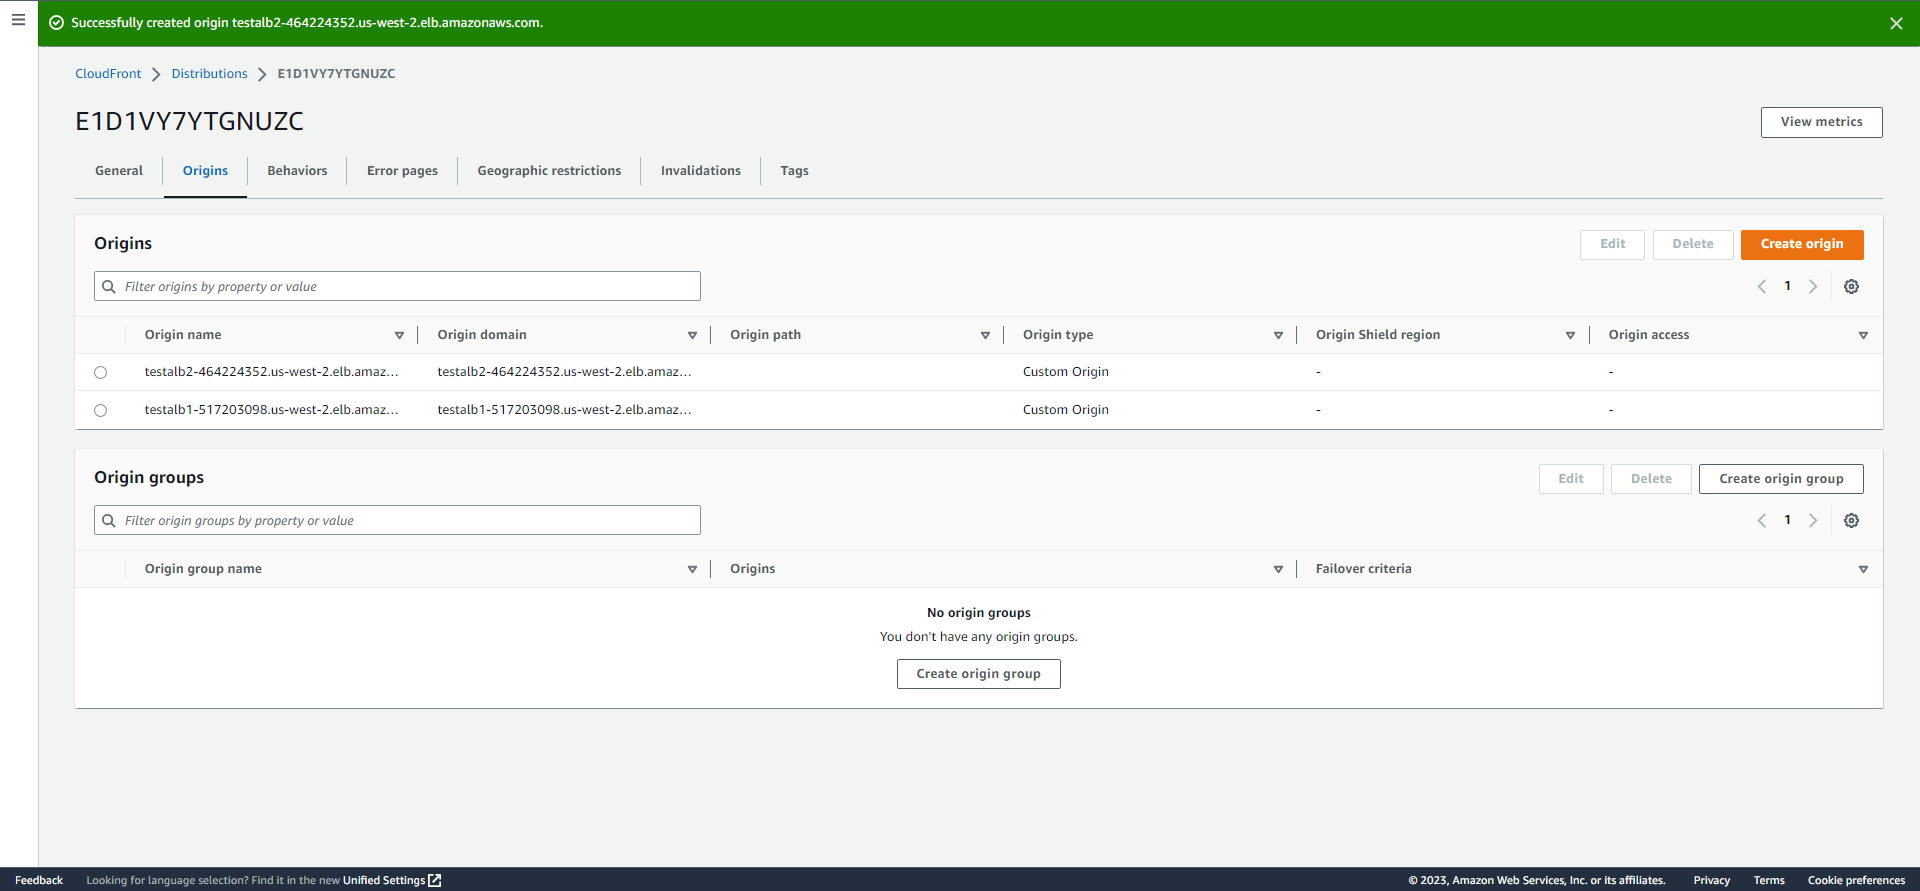 Successfully created origin testalb2-464224352.us-west-2.elb.amazonaws.com.
CloudFront Distributions E1D1VY7YTGNUZC
E1D1VY7YTGNUZC
View metrics
General Origins Behaviors Error pages Geographic restrictions Invalidations Tags
Origins
Edit Delete Create origin
Filter origins by property or value
1
Origin name Origin domain Origin path Origin type Origin Shield region Origin access
testalb2-464224352.us-west-2.elb.amaz... testalb2-464224352.us-west-2.elb.amaz... Custom Origin - -
testalb1-517203098.us-west-2.elb.amaz... testalb1-517203098.us-west-2.elb.amaz... Custom Origin - -
Origin groups
Edit Delete Create origin group
Filter origin groups by property or value
1
Origin group name Origins Failover criteria
No origin groups
You don't have any origin groups.
Create origin group
Feedback Looking for language selection? Find it in the new Unified Settings © 2023, Amazon Web Services, Inc. or its affiliates. Privacy Terms Cookie preferences